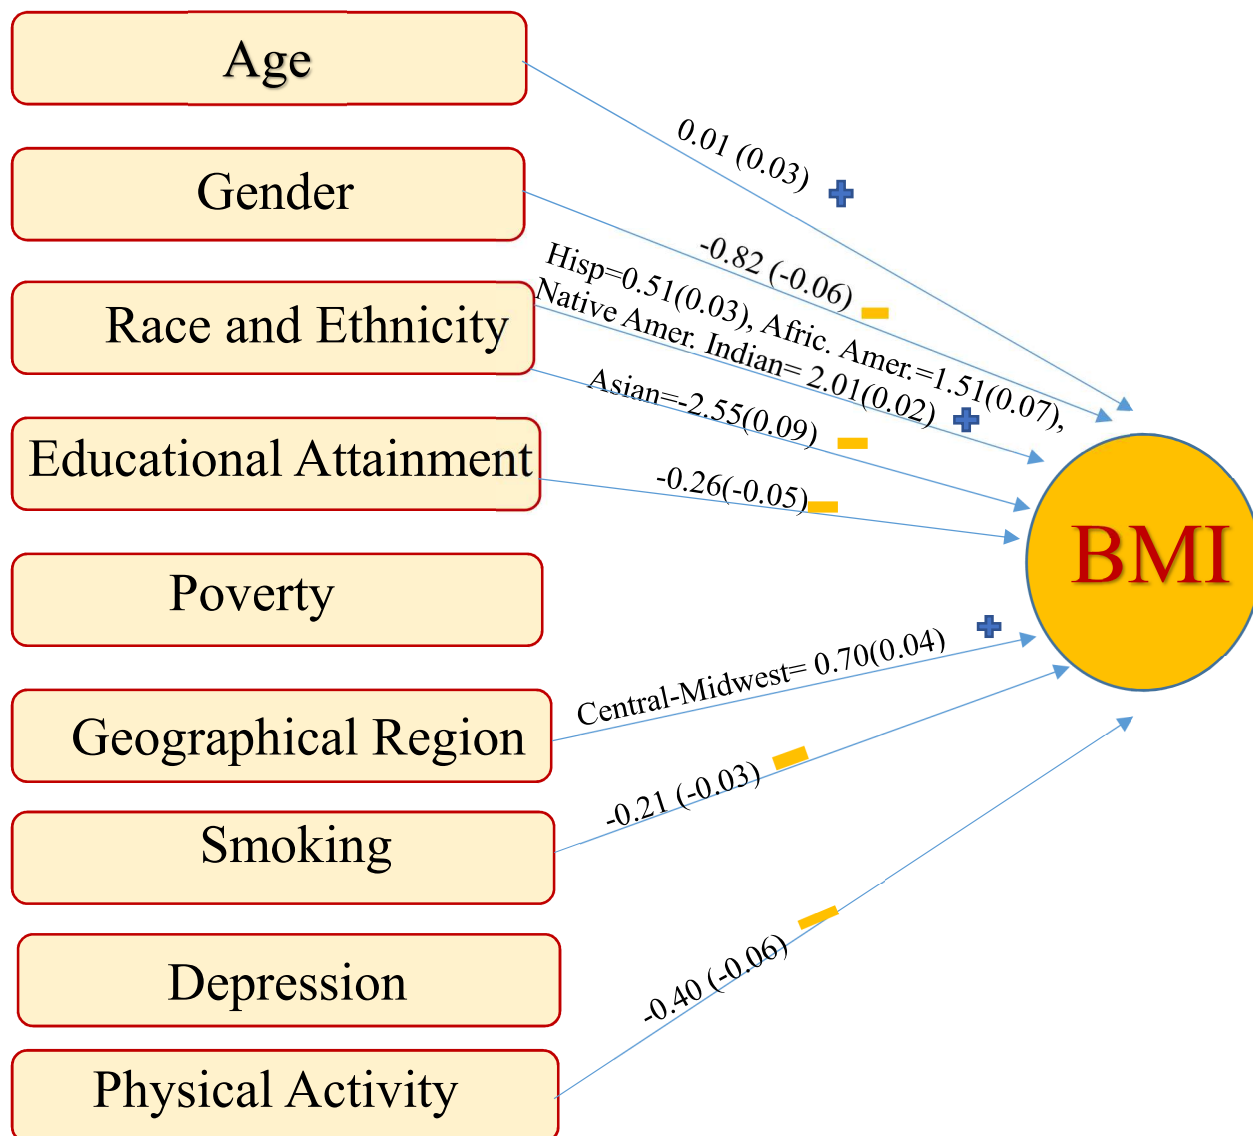 Age
0.01 (0.03)
Gender
-0.82 (-0.06)
Hisp=0.51(0.03), Afric. Amer.=1.51(0.07),
Native Amer. Indian= 2.01(0.02)
Race and Ethnicity
Asian=-2.55(0.09)
Educational Attainment
-0.26(-0.05)
BMI
Poverty
Central-Midwest= 0.70(0.04)
Geographical Region
-0.21 (-0.03)
Smoking
Depression
-0.40 (-0.06)
Physical Activity